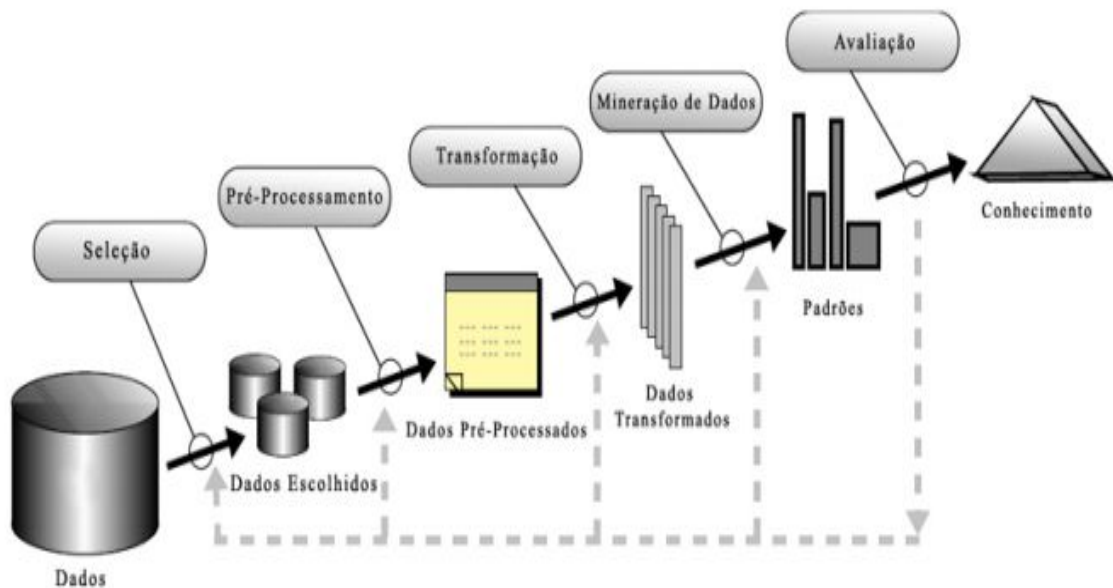 Avaliação
Mineração de Dados
Transformação
Pré-Processamento
Seleção
Conhecimento
Padrões
Dados
Transformados
Dados Pré-Processados
Dados Escolhidos
Dados